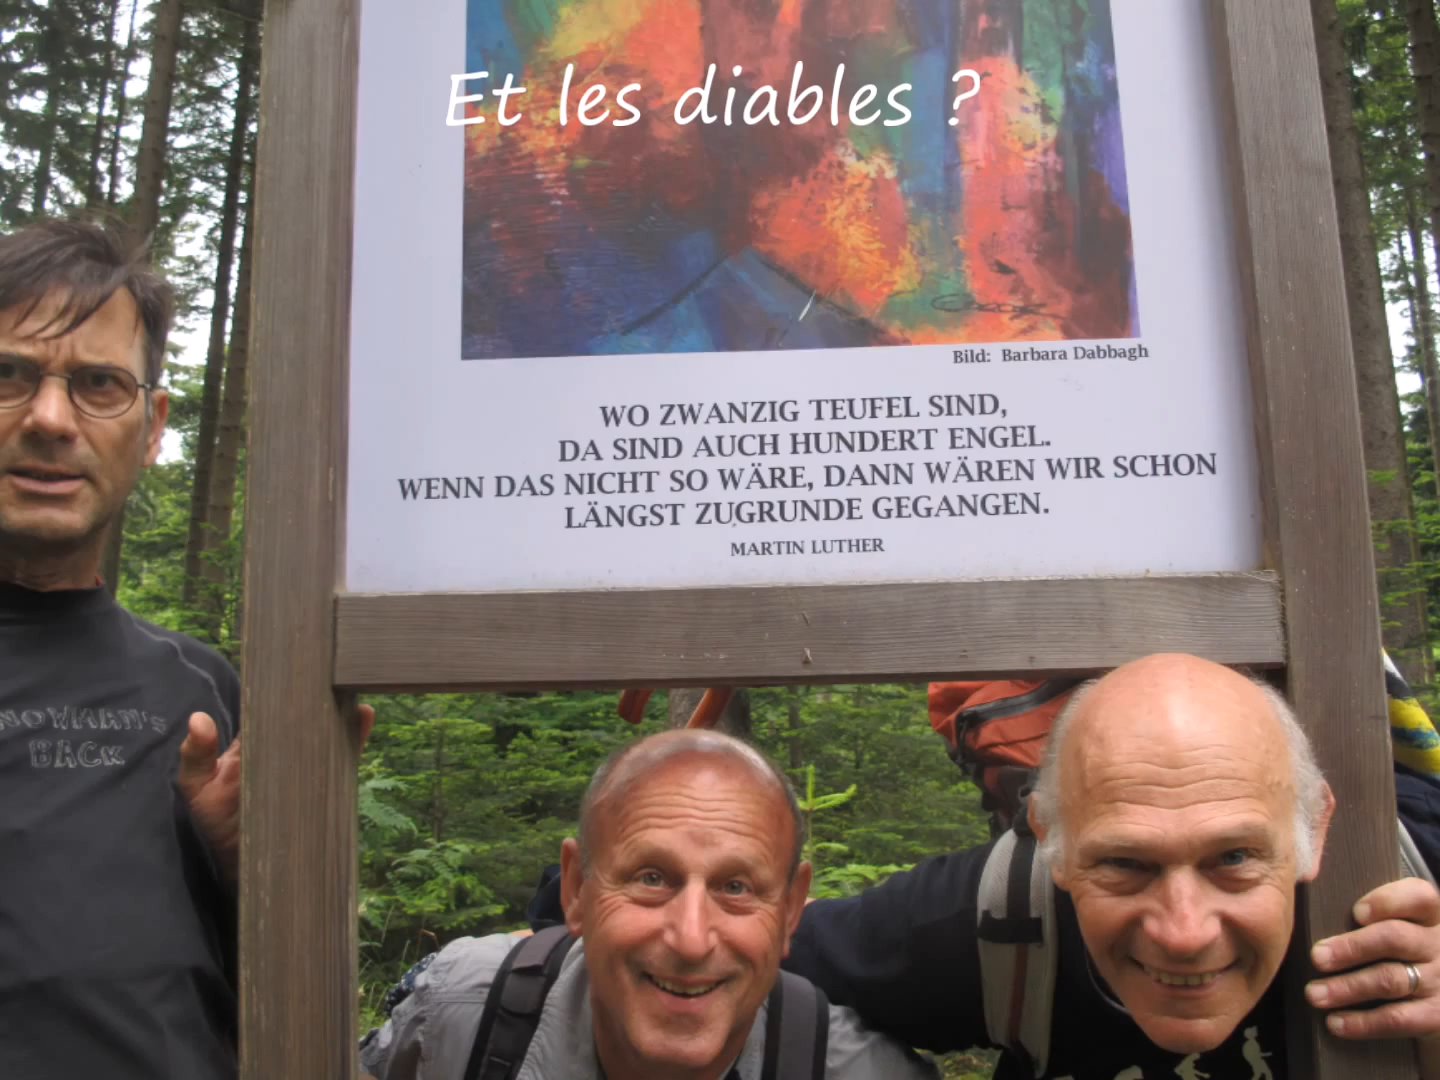 Et les diables ?
Bild: Barbara Dabbagh
WO ZWANZIG TEUFEL SIND,
DA SIND AUCH HUNDERT ENGEL.
WENN DAS NICHT SO WÄRE, DANN WÄREN WIR SCHON
LÄNGST ZUGRUNDE GEGANGEN.
MARTIN LUTHER
BACK